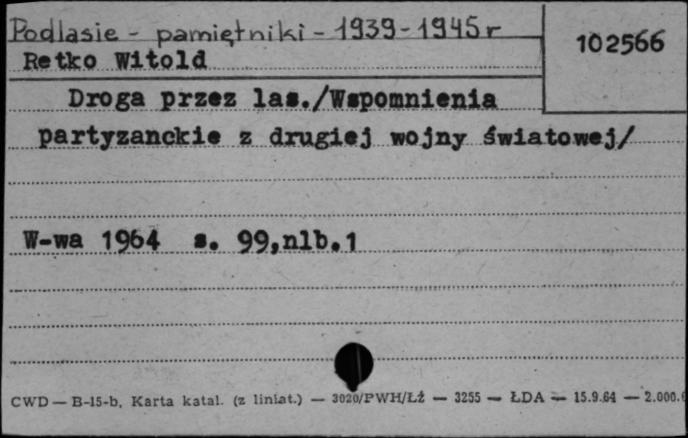 Podlasie - pamiętniki - 1939-1945 r
102566
Retko Witold
Droga przez las./Wspomnienia
partyzanckie z drugiej wojny światowej/
W-wa 1964 s. 99,nlb.1
CWD — B-15-b, Karta katal. (z liniat.) — 3020/PWH/ŁŻ — 3255 — ŁDA — 15.9.64 — 2.000.0